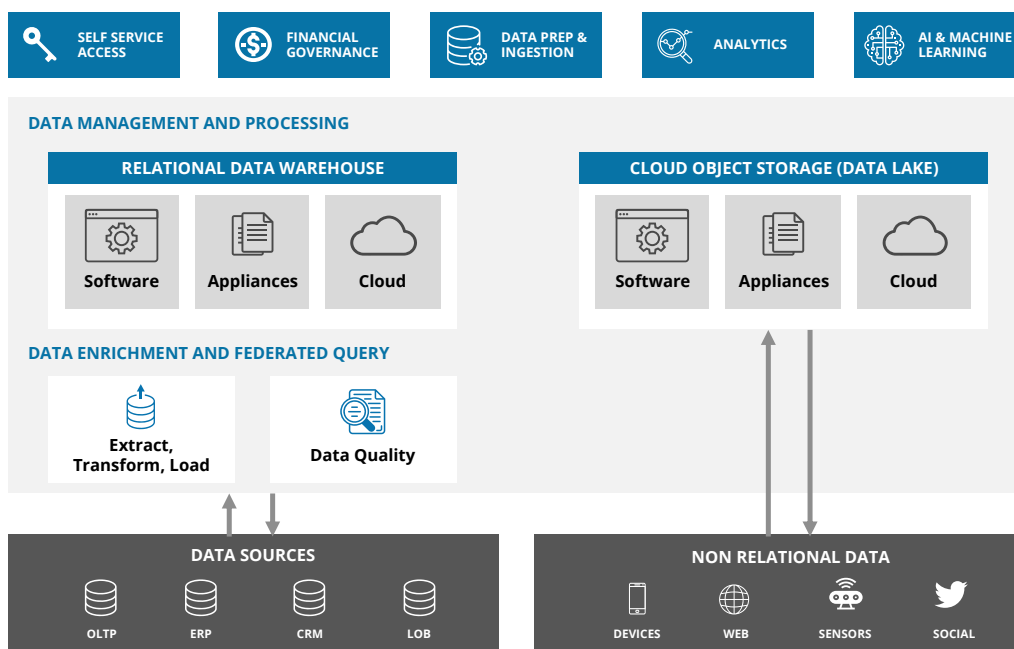 SELF SERVICE
ACCESS
FINANCIAL
GOVERNANCE
DATA PREP &
INGESTION
ANALYTICS
AI & MACHINE
LEARNING
DATA MANAGEMENT AND PROCESSING
RELATIONAL DATA WAREHOUSE
Software
Appliances
Cloud
CLOUD OBJECT STORAGE (DATA LAKE)
Software
Appliances
Cloud
DATA ENRICHMENT AND FEDERATED QUERY
Extract,
Transform, Load
Data Quality
DATA SOURCES
OLTP
ERP
CRM
LOB
NON RELATIONAL DATA
DEVICES
WEB
SENSORS
SOCIAL